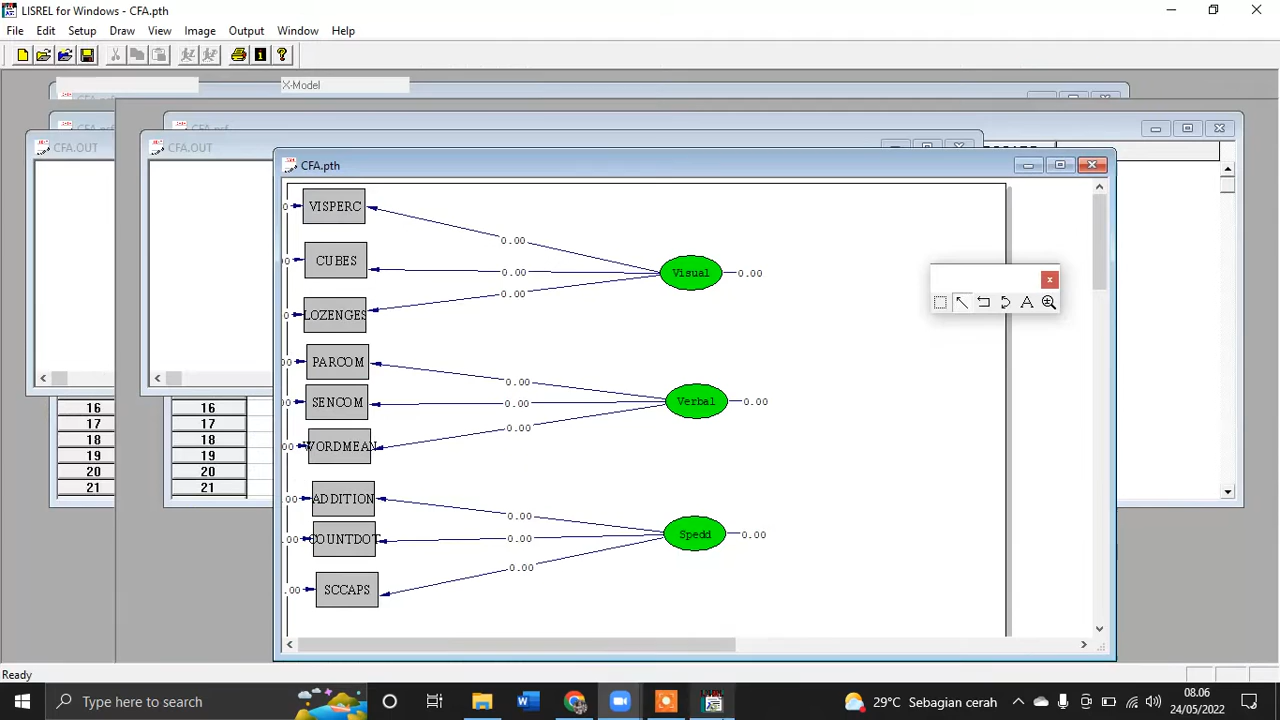 LISREL for Windows - CFA.pth
File Edit Setup Draw View Image Output Window Help
X-Model
CFA.psf
CFA.OUT
CFA.OUT
CFA.pth
VISPERC
0.00
CUBES
0.00
Visual
0.00
LOZENGES
0.00
PARCOM
0.00
SENCOM
0.00
Verbal
0.00
WORDMEAN
0.00
ADDITION
0.00
COUNTDOT
0.00
Spedd
0.00
SCCAPS
0.00
16 16
17 17
18 18
19 19
20 20
21 21
Ready
Type here to search
29°C Sebagian cerah
08.06
24/05/2022